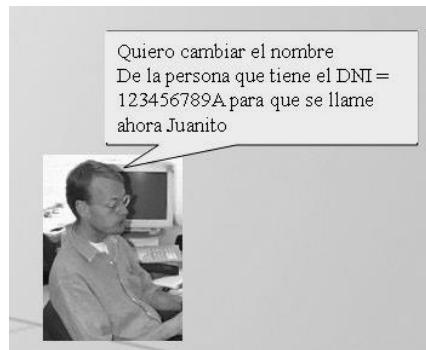 Quiero cambiar el nombre
De la persona que tiene el DNI =
123456789A para que se llame
ahora Juanito